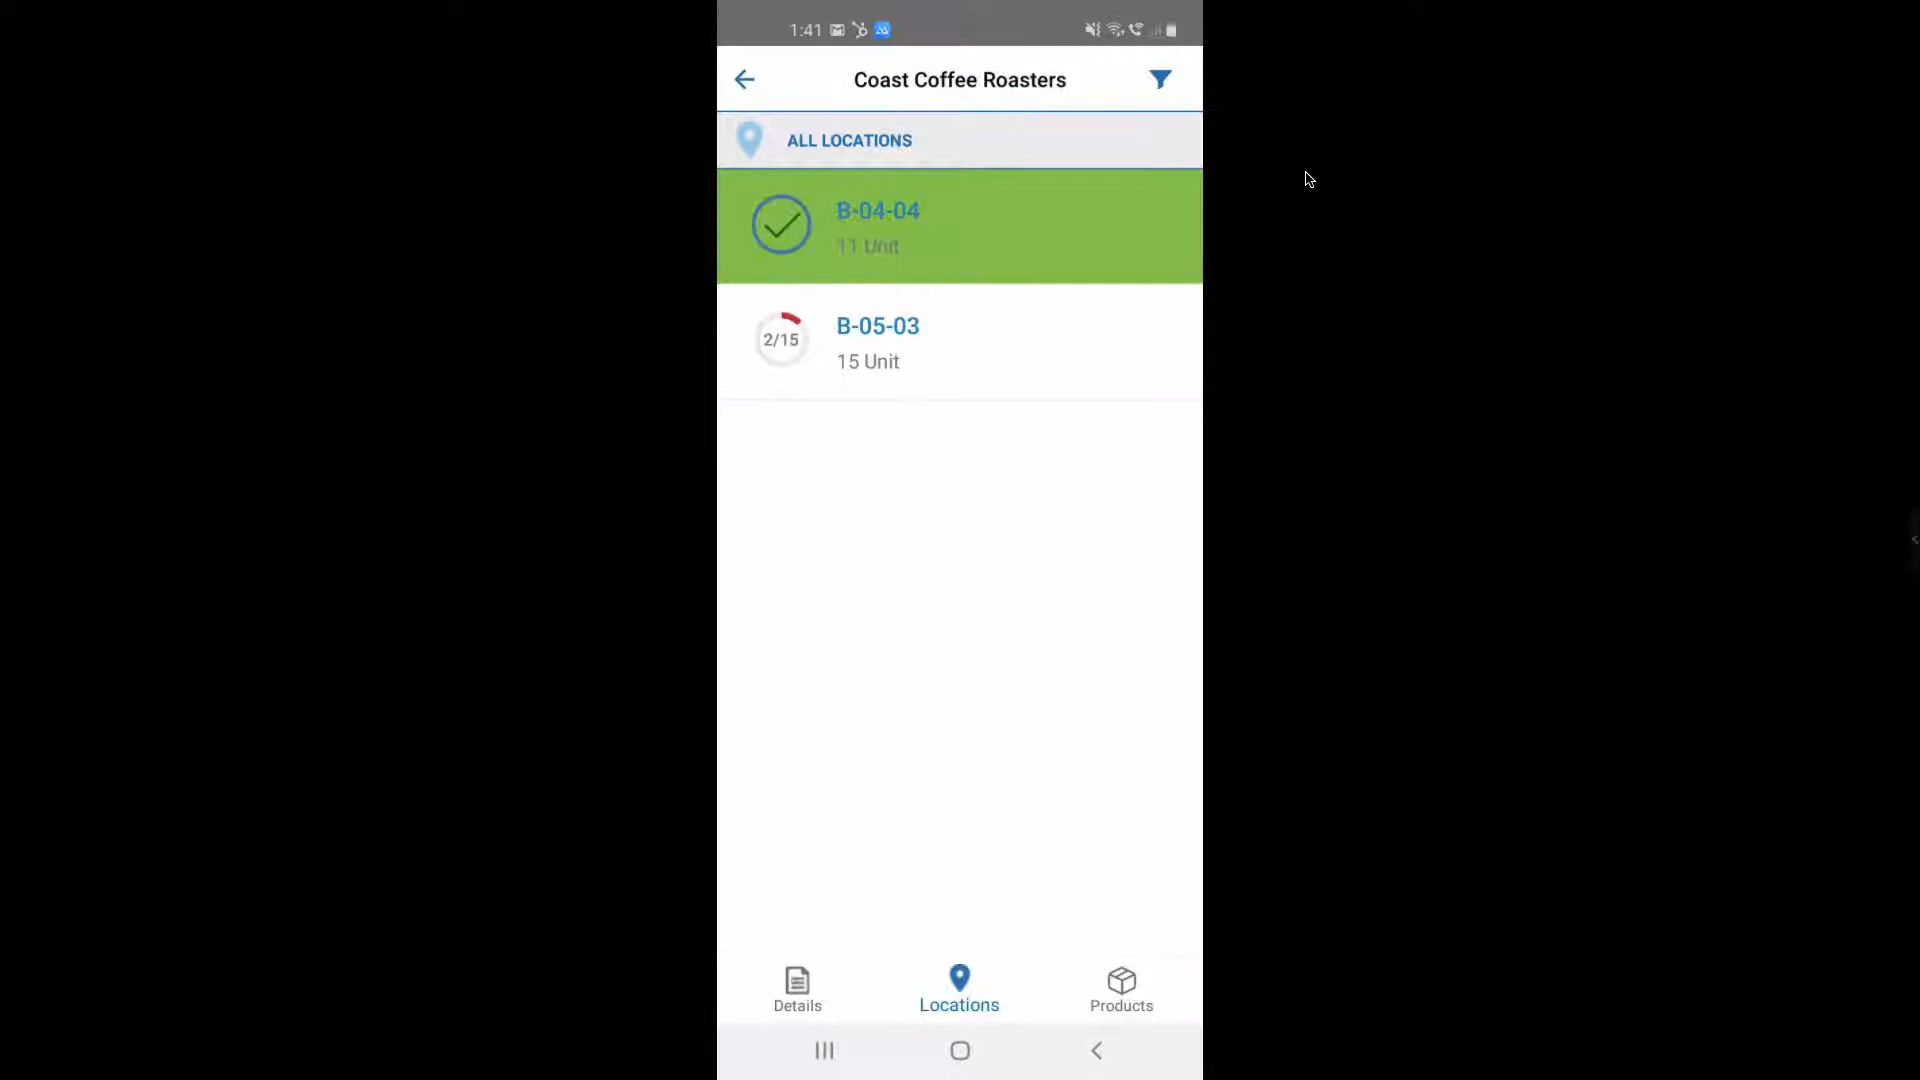 1:41
Coast Coffee Roasters
ALL LOCATIONS
B-04-04
11 Unit
2/15
B-05-03
15 Unit
Details
Locations
Products